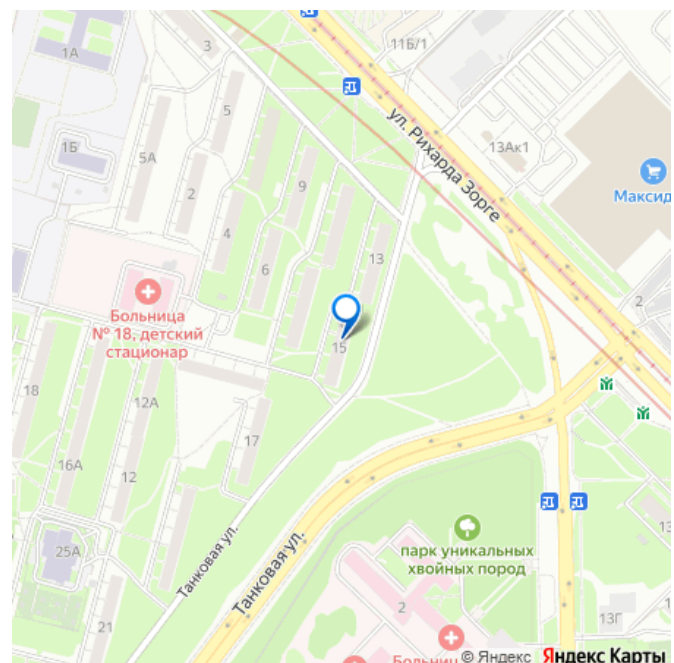 11Б/1
3
1А
5
ул. Рихарда Зорге
1Б
5А
13Ак1
Максид
2
9
4
13
6
2
Больница
№ 18, детский
стационар
15
18
12А
17
16А
12
Танковая ул.
Танковая ул.
парк уникальных
хвойных пород
25А
13
13Г
2
21
Больниц
© Яндекс Яндекс Карты